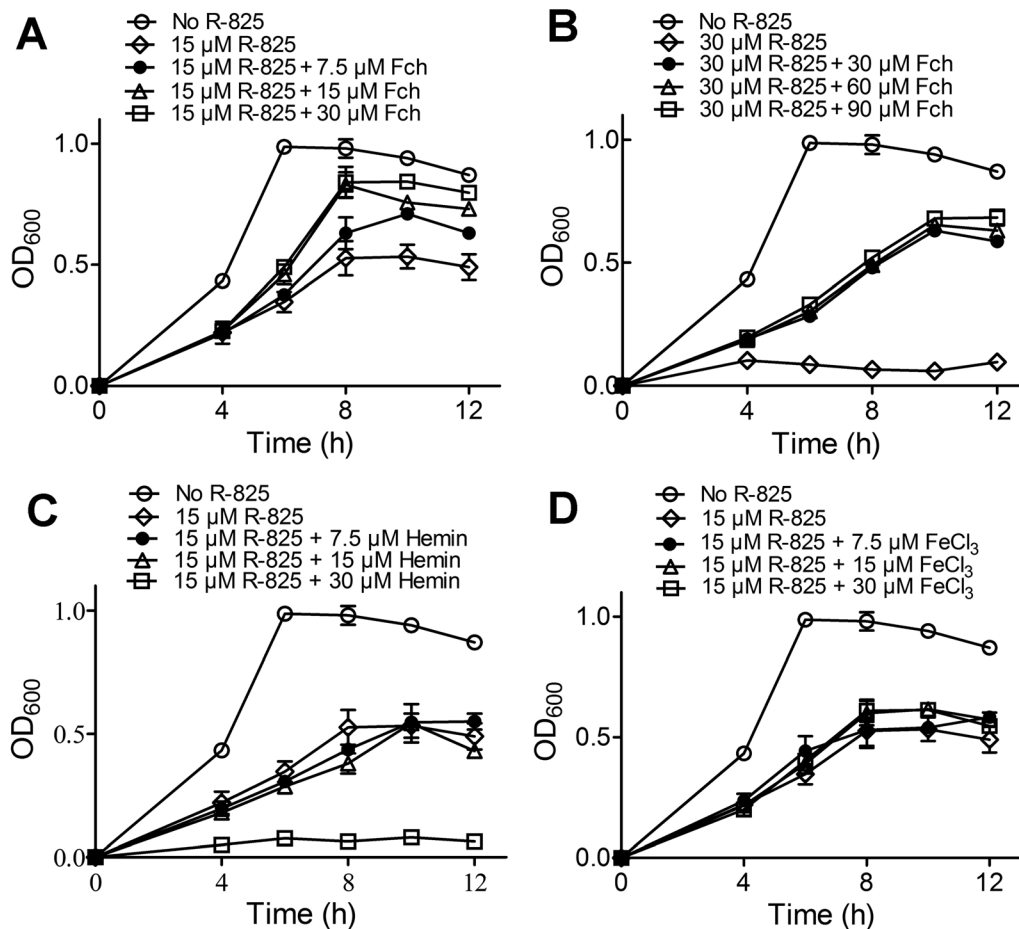 A
No R-825
15 µM R-825
15 µM R-825 + 7.5 µM Fch
15 µM R-825 + 15 µM Fch
15 µM R-825 + 30 µM Fch
OD600
1.0
0.5
0.0
0 4 8 12
Time (h)
B
No R-825
30 µM R-825
30 µM R-825 + 30 µM Fch
30 µM R-825 + 60 µM Fch
30 µM R-825 + 90 µM Fch
OD600
1.0
0.5
0.0
0 4 8 12
Time (h)
C
No R-825
15 µM R-825
15 µM R-825 + 7.5 µM Hemin
15 µM R-825 + 15 µM Hemin
15 µM R-825 + 30 µM Hemin
OD600
1.0
0.5
0.0
0 4 8 12
Time (h)
D
No R-825
15 µM R-825
15 µM R-825 + 7.5 µM FeCl3
15 µM R-825 + 15 µM FeCl3
15 µM R-825 + 30 µM FeCl3
OD600
1.0
0.5
0.0
0 4 8 12
Time (h)